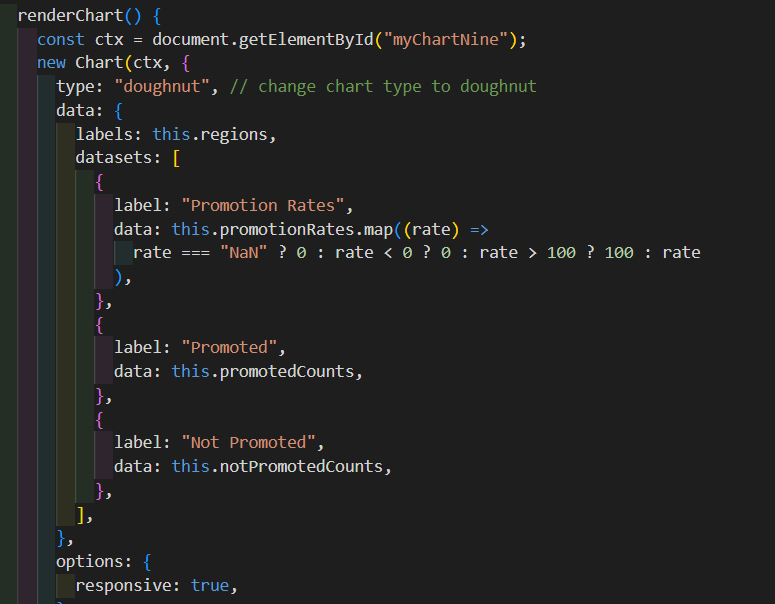 renderChart() {
const ctx = document.getElementById("myChartNine");
new Chart(ctx, {
type: "doughnut", // change chart type to doughnut
data: {
labels: this.regions,
datasets: [
{
label: "Promotion Rates",
data: this.promotionRates.map((rate) =>
rate === "NaN" ? 0 : rate < 0 ? 0 : rate > 100 ? 100 : rate
),
},
{
label: "Promoted",
data: this.promotedCounts,
},
{
label: "Not Promoted",
data: this.notPromotedCounts,
},
],
},
options: {
responsive: true,